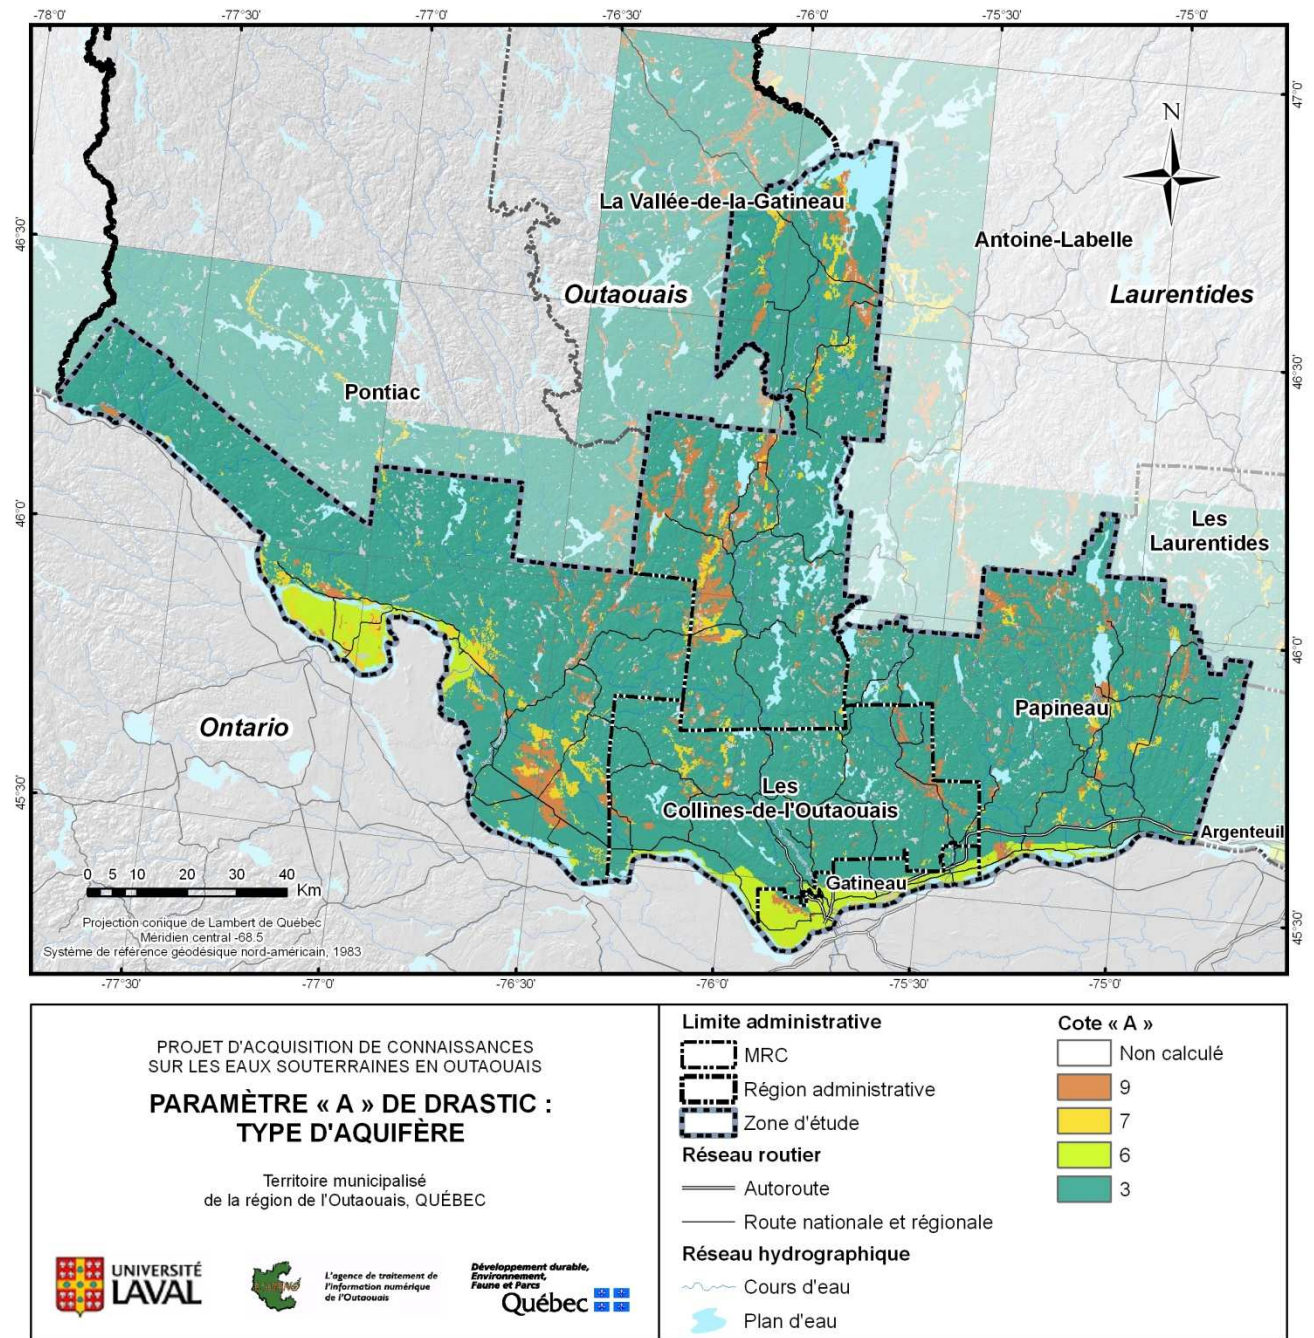 -78°0' -77°30' -77°0' -76°30' -76°0' -75°30' -75°0'
47°0'
N
La Vallée-de-la-Gatineau
46°30'
Antoine-Labelle
Outaouais
Laurentides
46°30'
Pontiac
46°0'
Les
Laurentides
46°0'
Ontario
Papineau
45°30'
Les
Collines-de-l'Outaouais
Argenteuil
Gatineau
0 5 10 20 30 40
Km
Projection conique de Lambert de Québec
Méridien central -68.5
Système de référence géodésique nord-américain, 1983
45°30'
-77°30' -77°0' -76°30' -76°0' -75°30' -75°0'
PROJET D'ACQUISITION DE CONNAISSANCES
SUR LES EAUX SOUTERRAINES EN OUTAOUAIS
PARAMÈTRE « A » DE DRASTIC :
TYPE D'AQUIFÈRE
Territoire municipalisé
de la région de l'Outaouais, QUÉBEC
UNIVERSITÉ
LAVAL
L'agence de traitement de
l'information numérique
de l'Outaouais
Développement durable,
Environnement,
Faune et Parcs
Québec
Limite administrative
MRC
Région administrative
Zone d'étude
Réseau routier
Autoroute
Route nationale et régionale
Réseau hydrographique
Cours d'eau
Plan d'eau
Cote « A »
Non calculé
9
7
6
3